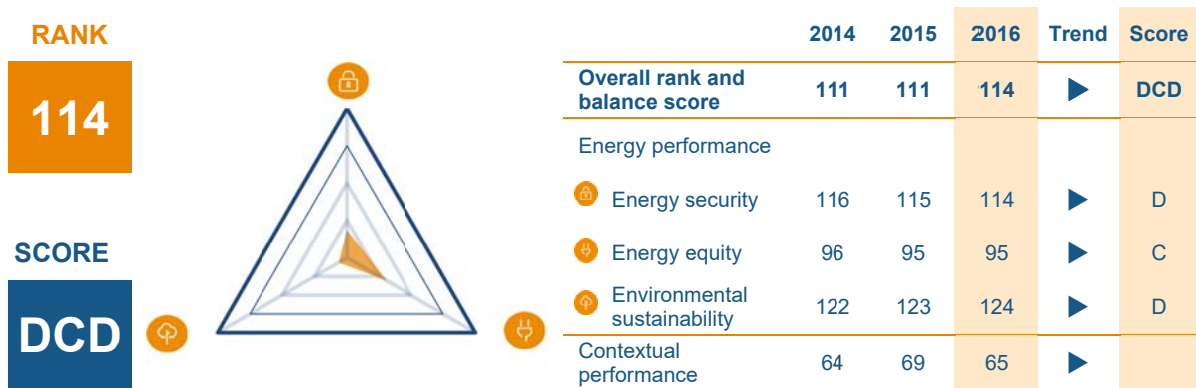 RANK
114
SCORE
DCD
2014 2015 2016 Trend Score
Overall rank and
balance score 111 111 114 ▶ DCD
Energy performance
Energy security 116 115 114 ▶ D
Energy equity 96 95 95 ▶ C
Environmental
sustainability 122 123 124 ▶ D
Contextual
performance 64 69 65 ▶